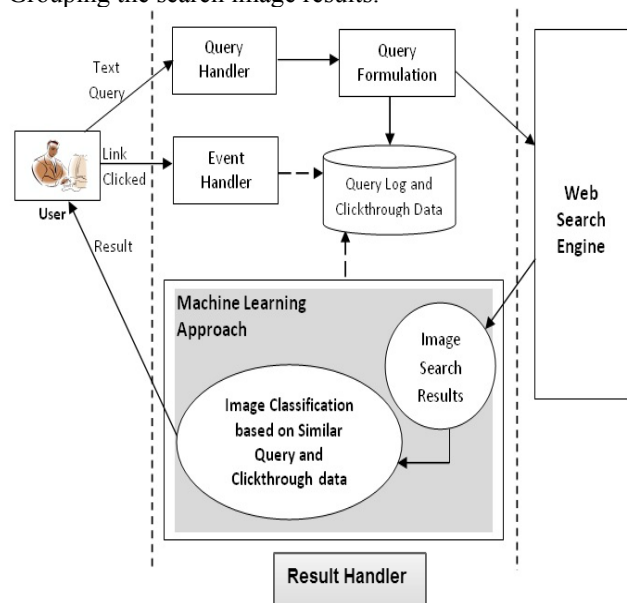 Grouping the search image results.
Text
Query
Query
Handler
Query
Formulation
Link
Clicked
Event
Handler
Query Log and
Clickthrough Data
User
Result
Web
Search
Engine
Machine Learning
Approach
Image
Search
Results
Image Classification
based on Similar
Query and
Clickthrough data
Result Handler